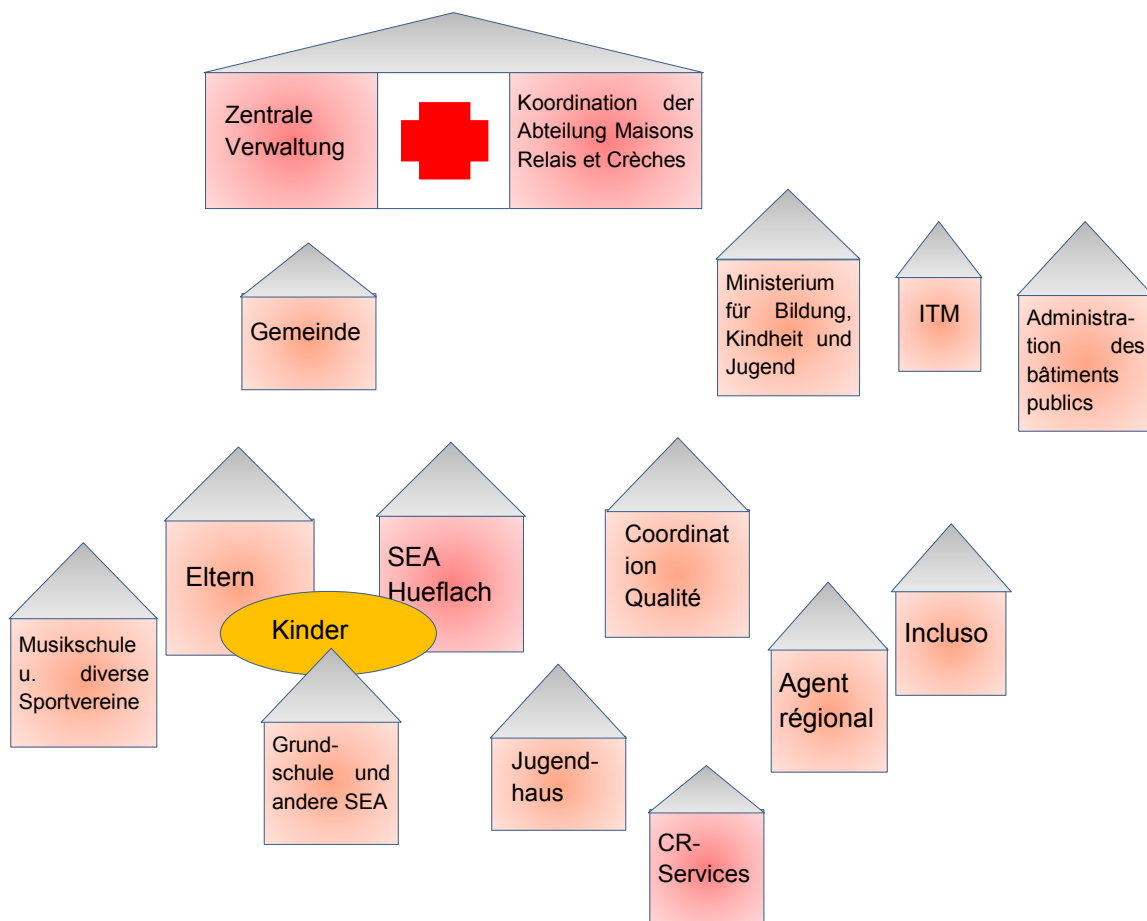 Zentrale
Verwaltung
Koordination der
Abteilung Maisons
Relais et Crèches
Gemeinde
Ministerium
für Bildung,
Kindheit und
Jugend
ITM
Administra-
tion des
bâtiments
publics
Eltern
SEA
Hueflach
Kinder
Coordinat
ion
Qualité
Musikschule
u. diverse
Sportvereine
Incluso
Agent
régional
Grund-
schule und
andere SEA
Jugend-
haus
CR-
Services